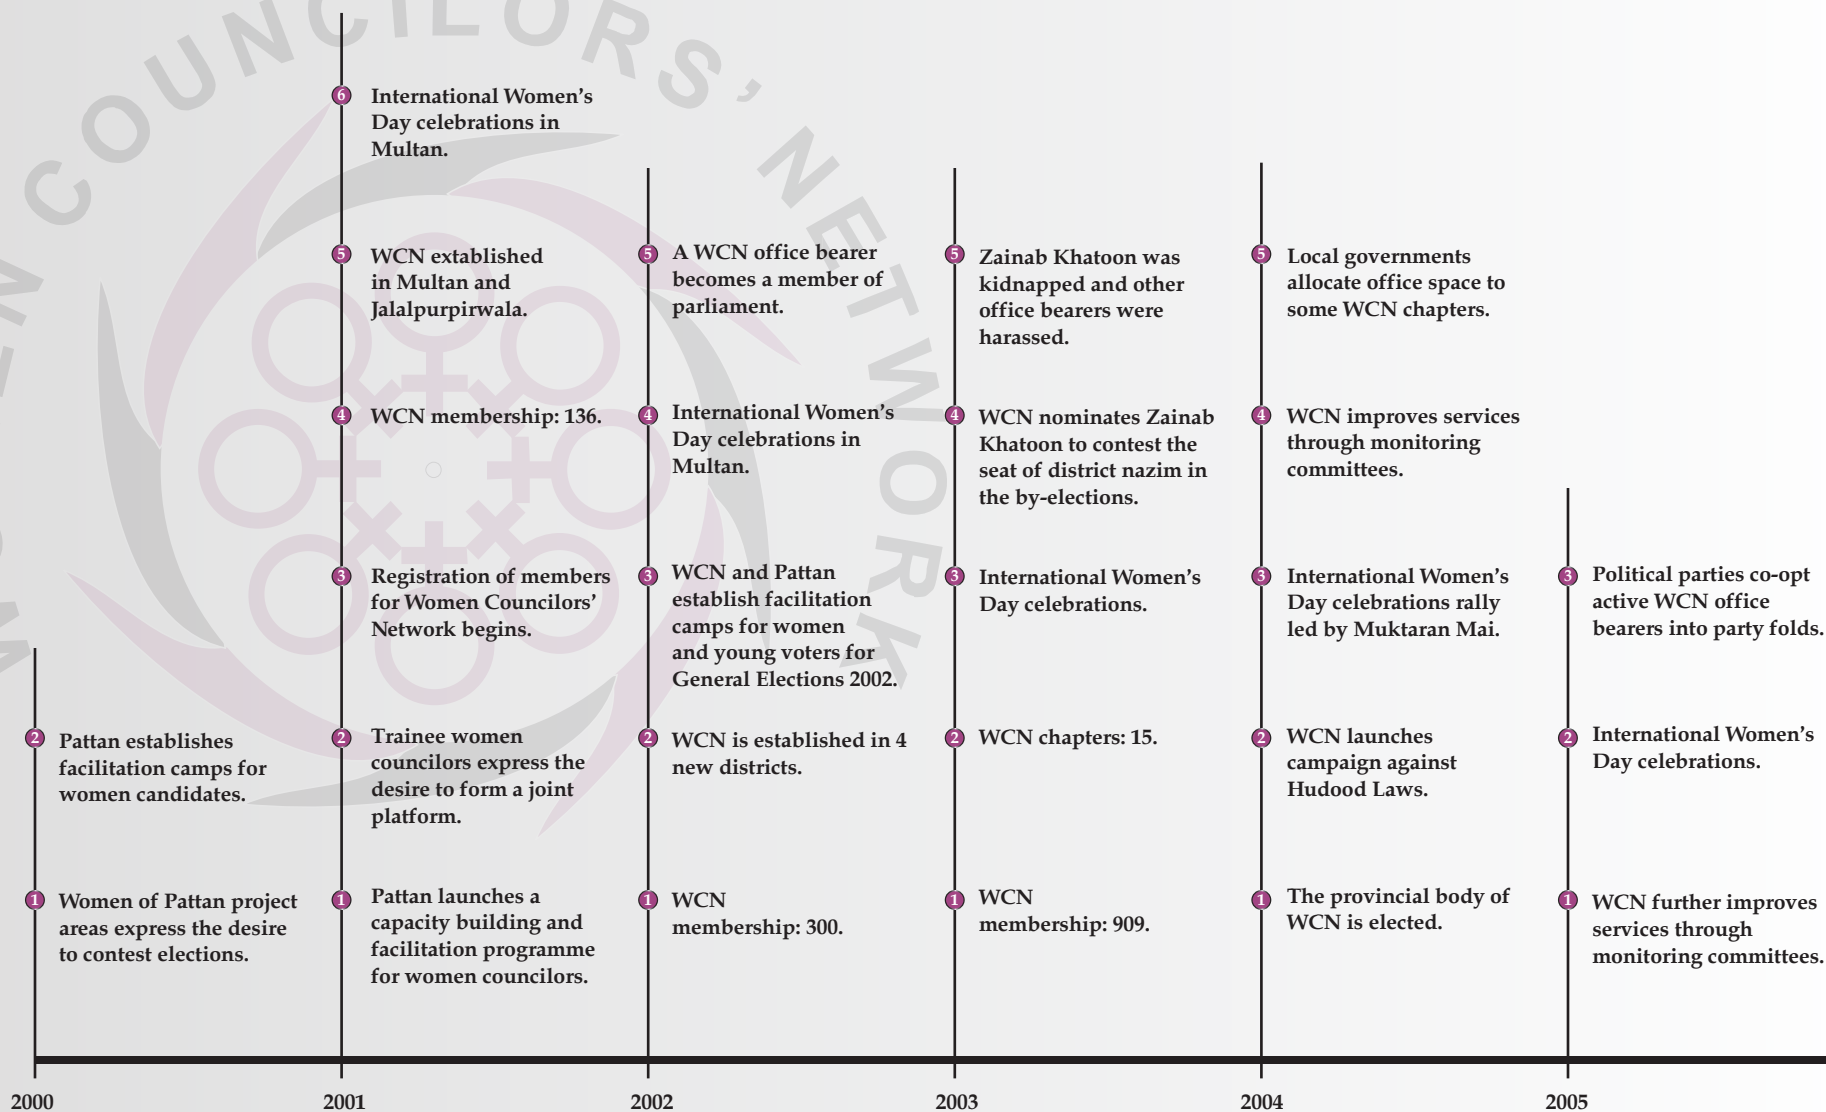 COUNCILORS' NETWORK
6
International Women's
Day celebrations in
Multan.
5
WCN extablished
in Multan and
Jalalpurpirwala.
4
WCN membership: 136.
3
Registration of members
for Women Councilors'
Network begins.
2
Trainee women
councilors express the
desire to form a joint
platform.
1
Pattan launches a
capacity building and
facilitation programme
for women councilors.
2
Pattan establishes
facilitation camps for
women candidates.
1
Women of Pattan project
areas express the desire
to contest elections.
5
A WCN office bearer
becomes a member of
parliament.
4
International Women's
Day celebrations in
Multan.
3
WCN and Pattan
establish facilitation
camps for women
and young voters for
General Elections 2002.
2
WCN is established in 4
new districts.
1
WCN
membership: 300.
5
Zainab Khatoon was
kidnapped and other
office bearers were
harassed.
4
WCN nominates Zainab
Khatoon to contest the
seat of district nazim in
the by-elections.
3
International Women's
Day celebrations.
2
WCN chapters: 15.
1
WCN
membership: 909.
5
Local governments
allocate office space to
some WCN chapters.
4
WCN improves services
through monitoring
committees.
3
International Women's
Day celebrations rally
led by Muktaran Mai.
2
WCN launches
campaign against
Hudood Laws.
1
The provincial body of
WCN is elected.
3
Political parties co-opt
active WCN office
bearers into party folds.
2
International Women's
Day celebrations.
1
WCN further improves
services through
monitoring committees.
2000
2001
2002
2003
2004
2005